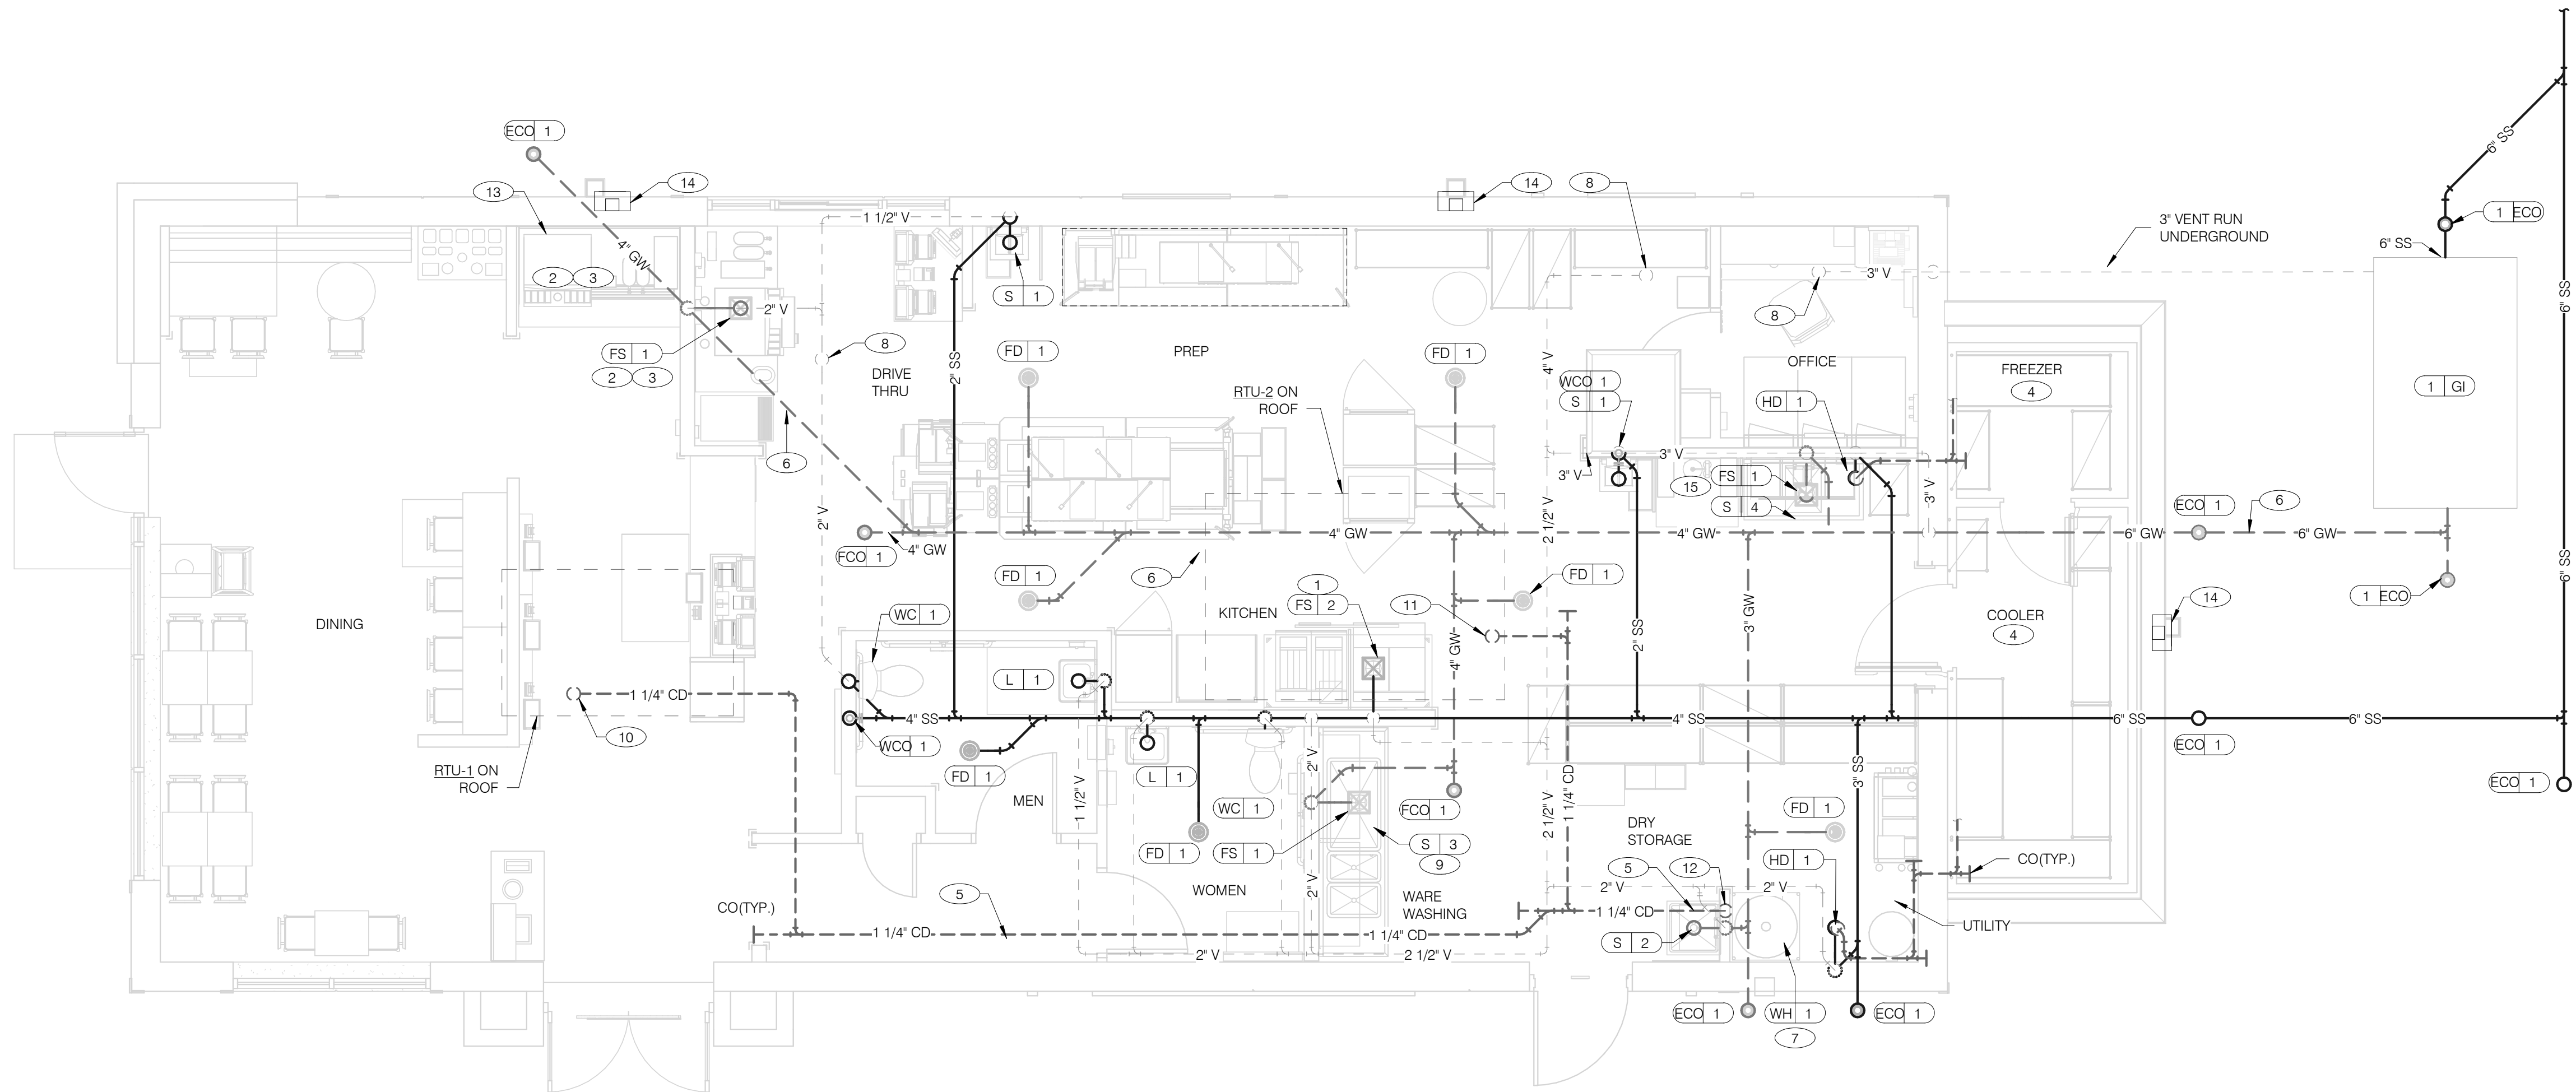 6" SS
ECO 1
13
14
14
8
1 ECO
3" VENT RUN
UNDERGROUND
1 1/2" V
6" SS
4" GW
2 3
S 1
3" V
8
6" SS
2" V
FS 1
2 3
8
DRIVE
THRU
2" SS
FD 1
PREP
FD 1
4" V
WCO 1
S 1
OFFICE
HD 1
FREEZER
4
1 GI
RTU-2 ON
ROOF
6
3" V
3" V
FS 1
15
S 4
3" V
ECO 1
6
2" V
FCO 1
4" GW
4" GW
2 1/2" V
4" GW
6" GW
6" GW
FD 1
6
FD 1
6" SS
1 ECO
DINING
WC 1
KITCHEN
1
FS 2
11
4" GW
2" SS
3" GW
COOLER
4
14
L 1
1 1/4" CD
10
4" SS
4" SS
6" SS
6" SS
WCO 1
ECO 1
RTU-1 ON
ROOF
FD 1
L 1
2" V
1 1/4" CD
3" SS
ECO 1
MEN
1 1/2" V
WC 1
FCO 1
2 1/2" V
FD 1
DRY
STORAGE
FD 1
FS 1
S 3
9
HD 1
CO(TYP.)
5
WOMEN
2" V
WARE
WASHING
5
12
2" V
2" V
CO(TYP.)
1 1/4" CD
UTILITY
1 1/4" CD
1 1/4" CD
S 2
2" V
2 1/2" V
ECO 1
WH 1
7
ECO 1